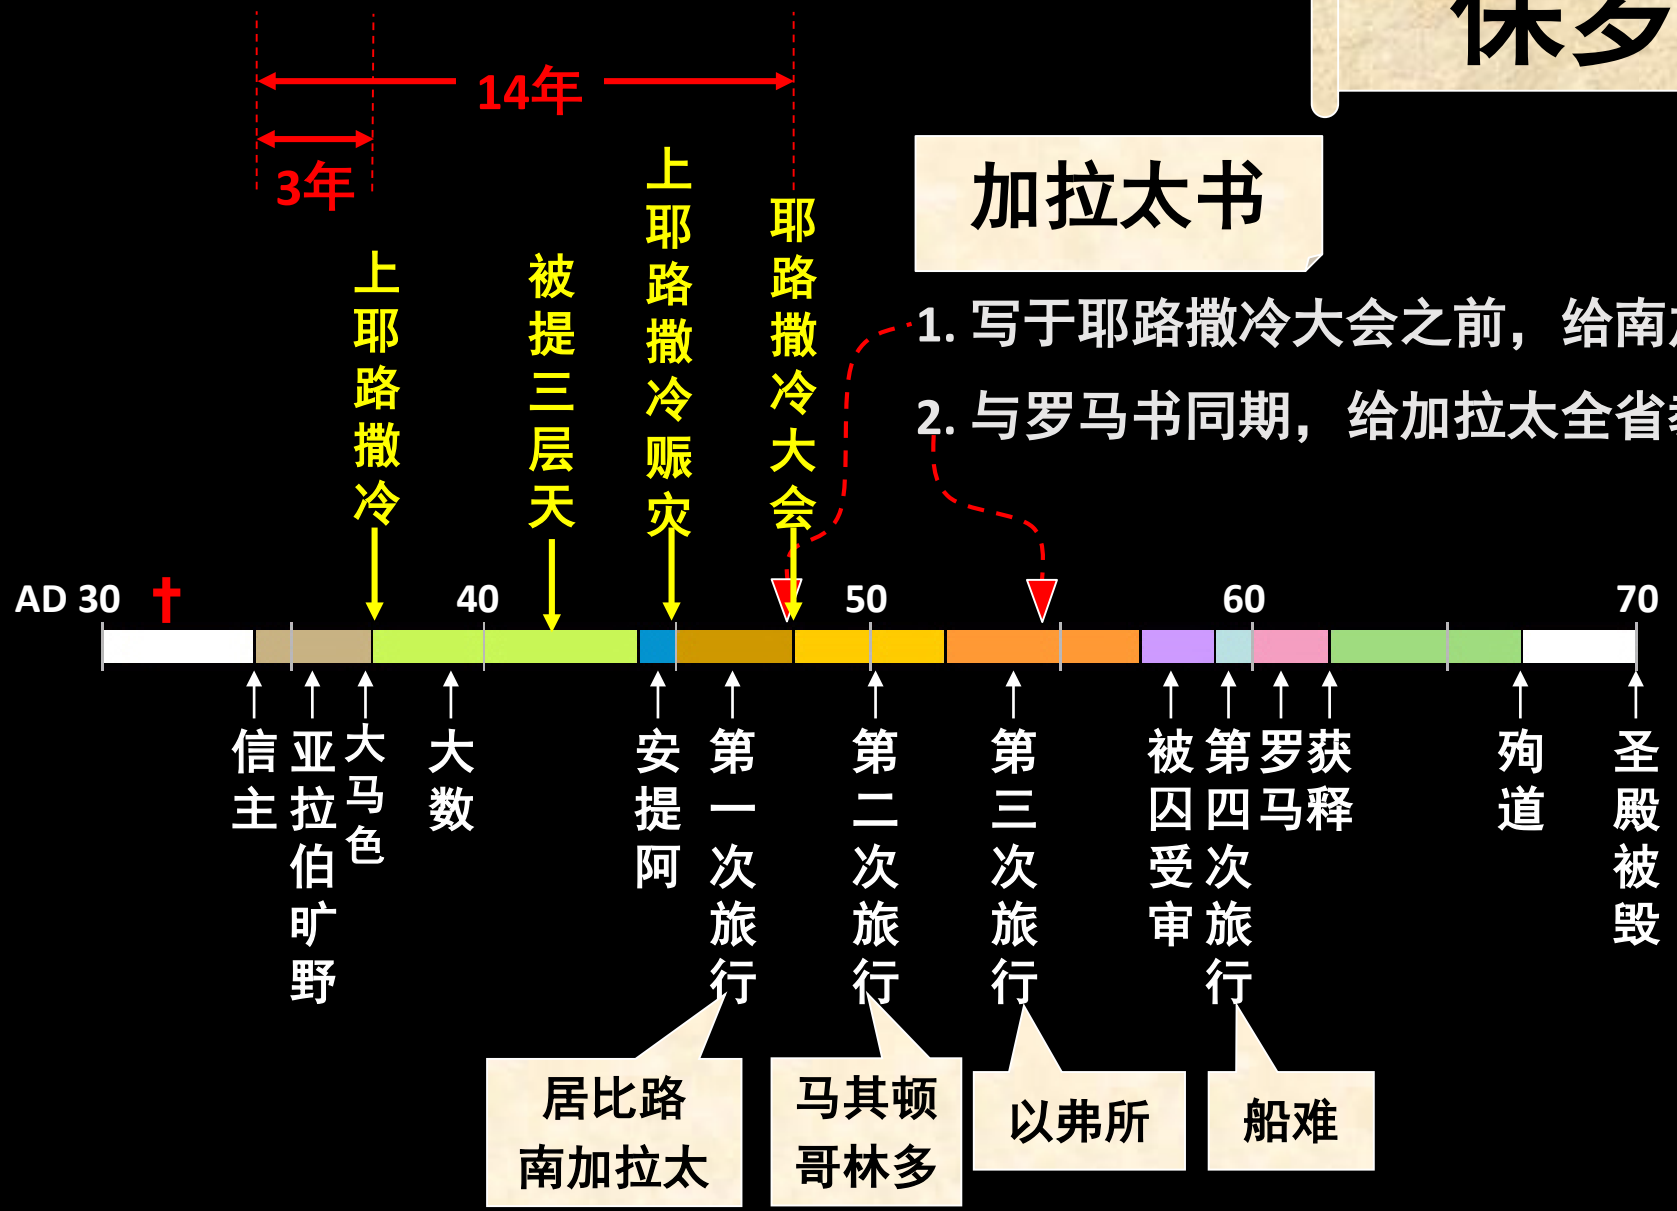 保罗
14年
3年
加拉太书
上耶路撒冷
被提三层天
上耶路撒冷赈灾
耶路撒冷大会
1. 写于耶路撒冷大会之前，给南
2. 与罗马书同期，给加拉太全省
AD 30
40
50
60
70
信主
亚拉伯旷野
大马色
大数
安提阿
第一次旅行
第二次旅行
第三次旅行
被囚受审
第四次旅行
罗马
获释
殉道
圣殿被毁
居比路
南加拉太
马其顿
哥林多
以弗所
船难